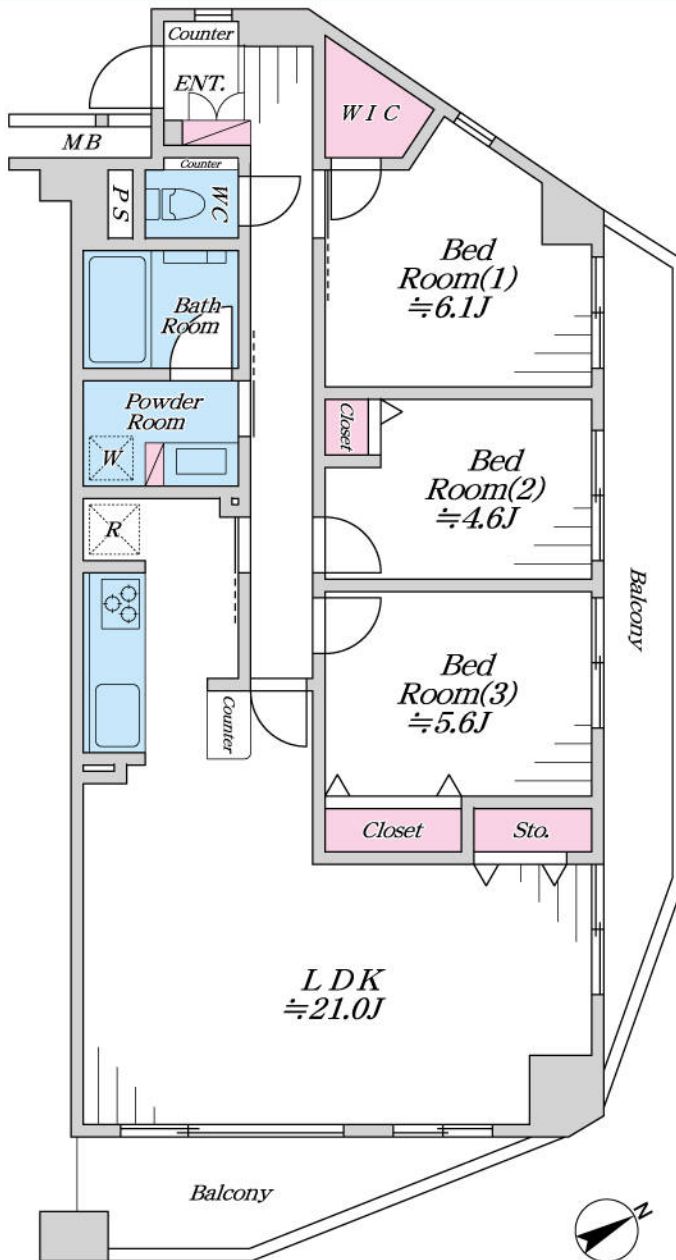 Counter
ENT.
WIC
MB
Counter
PS
WC
Bed
Room(1)
≒6.1J
Bath
Room
Powder
Room
W
Closet
Bed
Room(2)
≒4.6J
R
Balcony
Bed
Room(3)
≒5.6J
Counter
Closet
Sto.
LDK
≒21.0J
Balcony
N